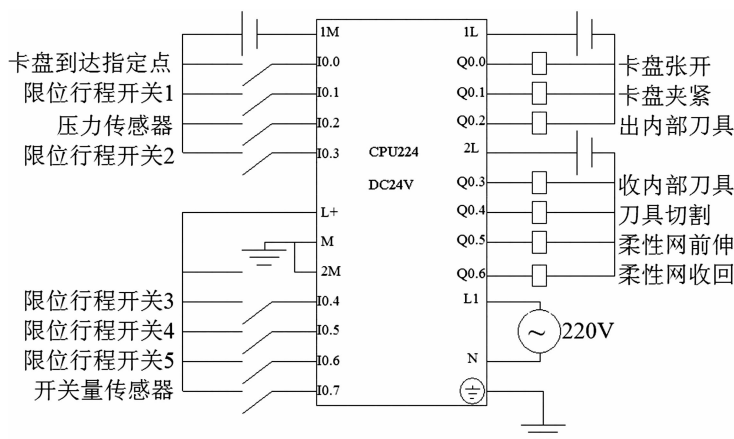 1M 1L
卡盘到达指定点 I0.0 Q0.0 卡盘张开
限位行程开关1 I0.1 Q0.1 卡盘夹紧
压力传感器 I0.2 Q0.2 出内部刀具
限位行程开关2 I0.3 CPU224 2L
DC24V Q0.3 收内部刀具
L+ Q0.4 刀具切割
M Q0.5 柔性网前伸
2M Q0.6 柔性网收回
限位行程开关3 I0.4 L1
限位行程开关4 I0.5 ~ 220V
限位行程开关5 I0.6 N
开关量传感器 I0.7